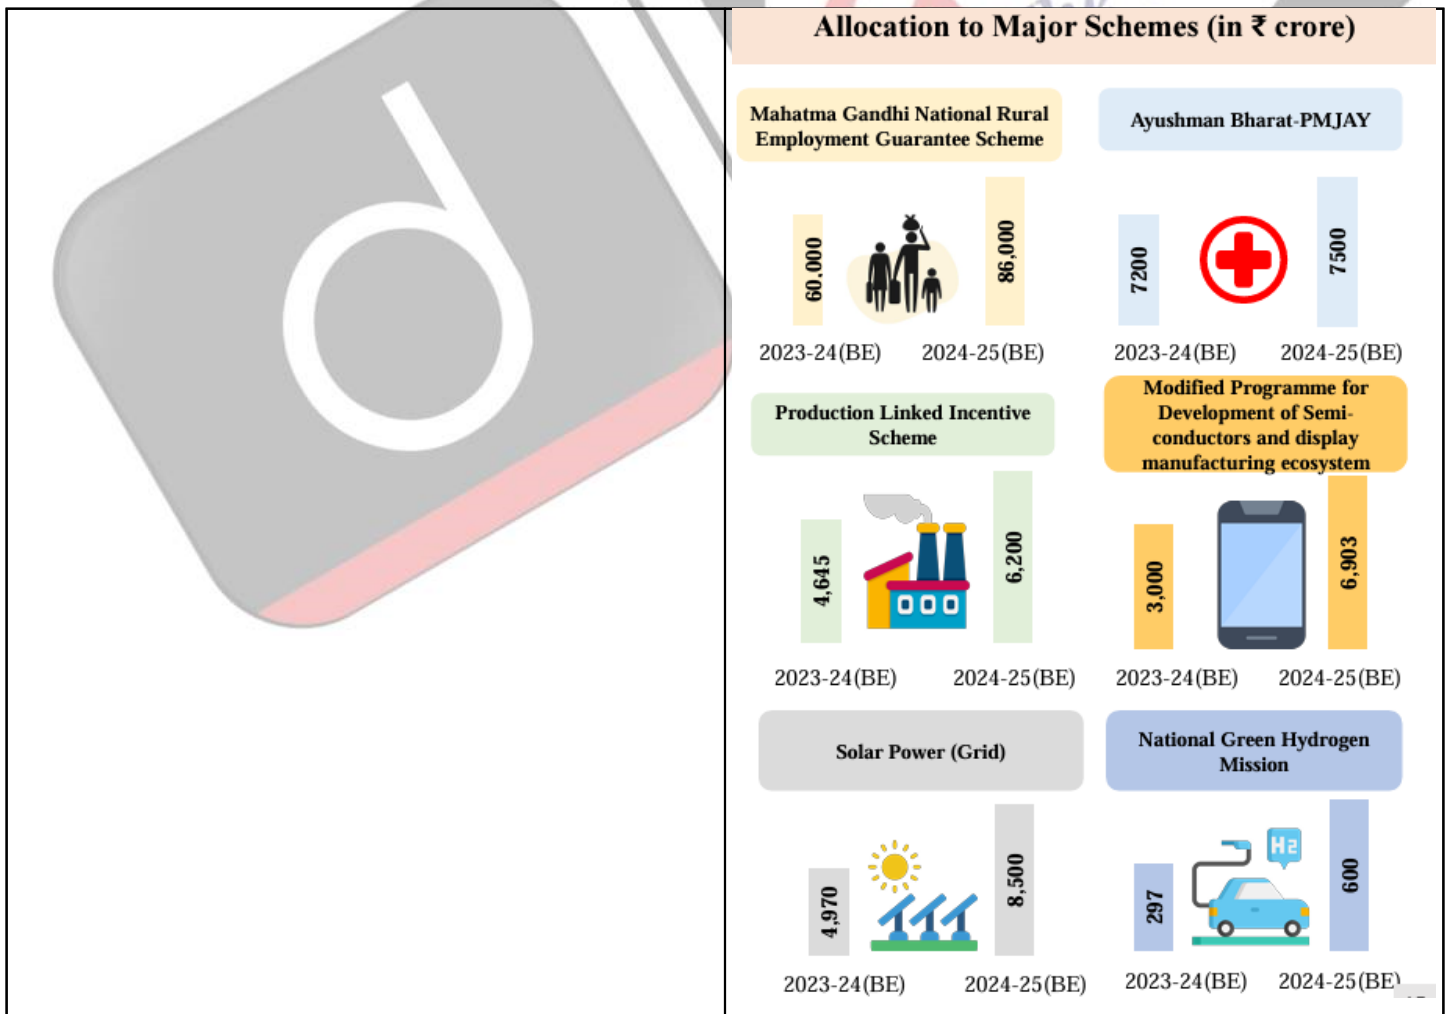 Allocation to Major Schemes (in ₹ crore)
Mahatma Gandhi National Rural
Employment Guarantee Scheme
60.000
86,000
2023-24(BE)
2024-25(BE)
Ayushman Bharat-PMJAY
7200
7500
2023-24(BE)
2024-25(BE)
Production Linked Incentive
Scheme
4,645
6,200
2023-24(BE)
2024-25(BE)
Modified Programme for
Development of Semi-
conductors and display
manufacturing ecosystem
3,000
6,903
2023-24(BE)
2024-25(BE)
Solar Power (Grid)
4,970
8,500
2023-24(BE)
2024-25(BE)
National Green Hydrogen
Mission
H2
297
600
2023-24(BE)
2024-25(BE)